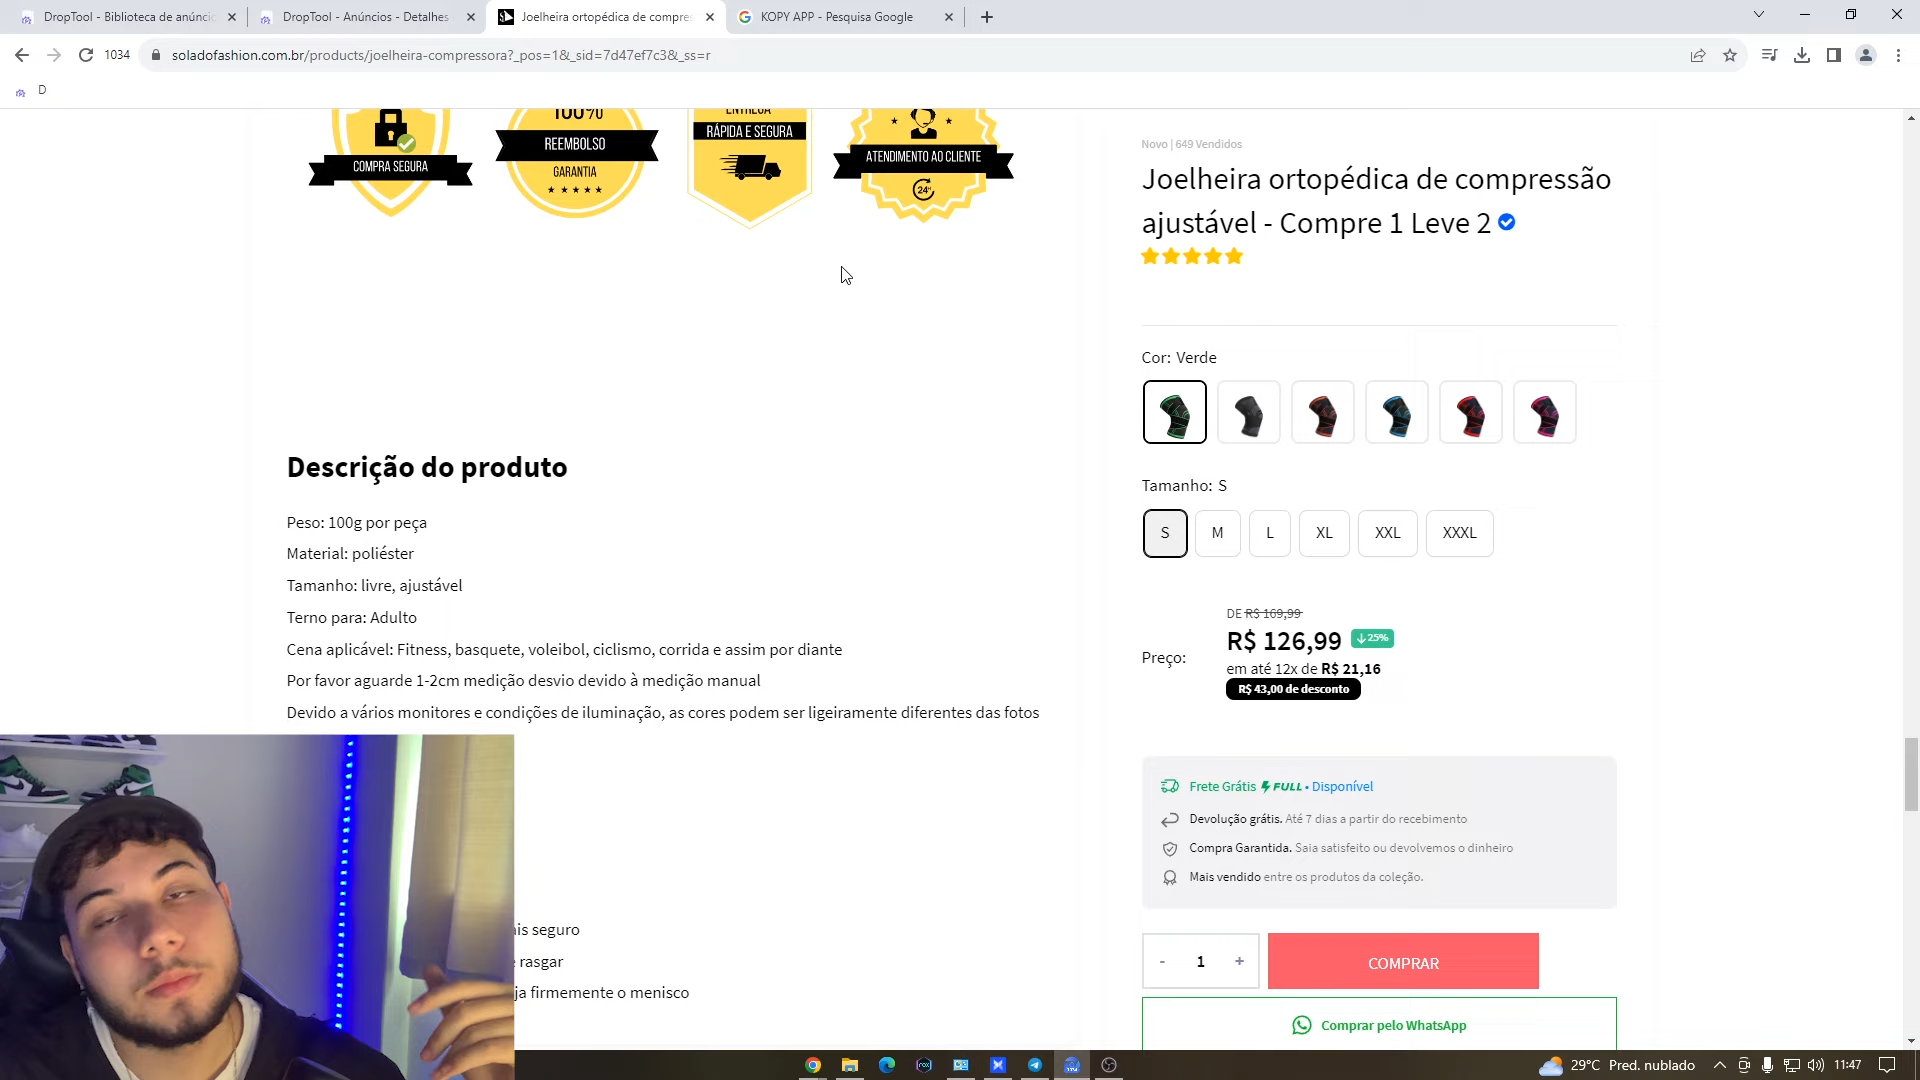 DropTool - Biblioteca de anúnci
DropTool - Anúncios - Detalhes
Joelheira ortopédica de compres
KOPY APP - Pesquisa Google
1034
soladofashion.com.br/products/joelheira-compressora?_pos=1&_sid=7d47ef7c3&_ss=r
D
COMPRA SEGURA
100%
REEMBOLSO
GARANTIA
ENTREGA
RÁPIDA E SEGURA
ATENDIMENTO AO CLIENTE
24
Novo | 649 Vendidos
Joelheira ortopédica de compressão
ajustável - Compre 1 Leve 2
Cor: Verde
Tamanho: S
S M L XL XXL XXXL
DE R$ 169,99
Preço: R$ 126,99 25%
em até 12x de R$ 21,16
R$ 43,00 de desconto
Frete Grátis FULL • Disponível
Devolução grátis. Até 7 dias a partir do recebimento
Compra Garantida. Saia satisfeito ou devolvemos o dinheiro
Mais vendido entre os produtos da coleção.
- 1 +
COMPRAR
Comprar pelo WhatsApp
Descrição do produto
Peso: 100g por peça
Material: poliéster
Tamanho: livre, ajustável
Terno para: Adulto
Cena aplicável: Fitness, basquete, voleibol, ciclismo, corrida e assim por diante
Por favor aguarde 1-2cm medição desvio devido à medição manual
Devido a vários monitores e condições de iluminação, as cores podem ser ligeiramente diferentes das fotos
ais seguro
rasgar
ja firmemente o menisco
29°C Pred. nublado
11:47